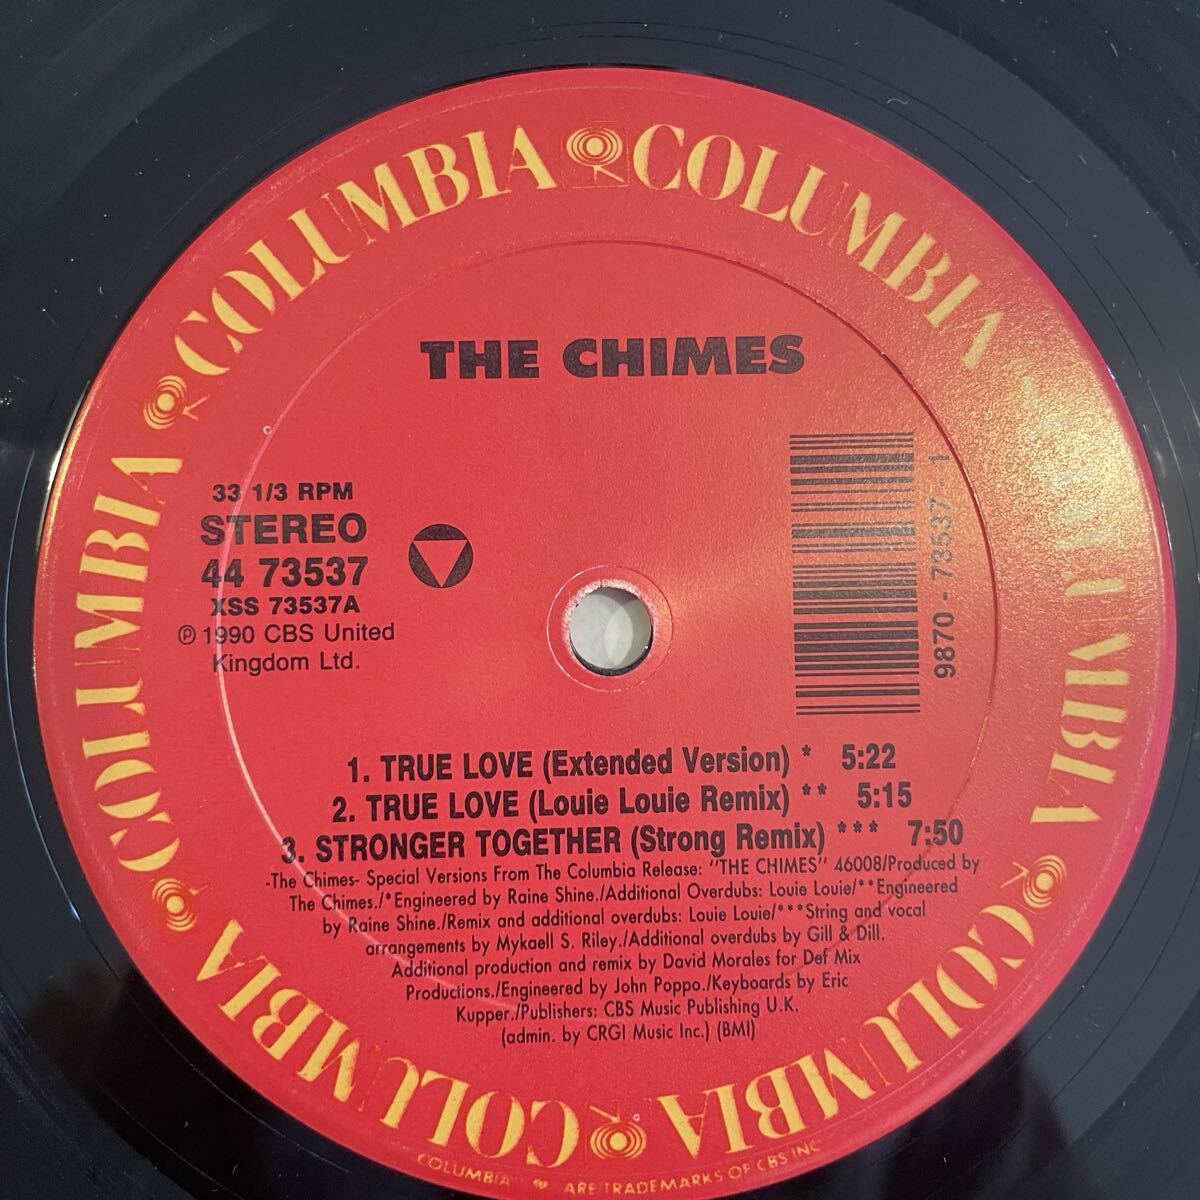 COLUMBIA COLUMBIA COLUMBIA COLUMBIA COLUMBIA COLUMBIA
THE CHIMES
33 1/3 RPM
STEREO
44 73537
XSS 73537A
℗ 1990 CBS United
Kingdom Ltd.
9870 - 73537 - 1
1. TRUE LOVE (Extended Version) * 5:22
2. TRUE LOVE (Louie Louie Remix) ** 5:15
3. STRONGER TOGETHER (Strong Remix) *** 7:50
-The Chimes- Special Versions From The Columbia Release: "THE CHIMES" 46008/Produced by
The Chimes./*Engineered by Raine Shine./Additional Overdubs: Louie Louie/**Engineered
by Raine Shine./Remix and additional overdubs: Louie Louie/***String and vocal
arrangements by Mykaell S. Riley./Additional overdubs by Gill & Dill.
Additional production and remix by David Morales for Def Mix
Productions./Engineered by John Poppo./Keyboards by Eric
Kupper./Publishers: CBS Music Publishing U.K.
(admin. by CRGI Music Inc.) (BMI)
COLUMBIA" ARE TRADEMARKS OF CBS INC